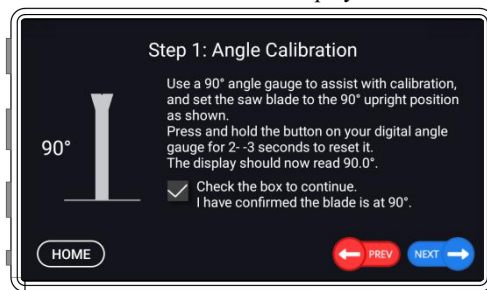 Step 1: Angle Calibration
Use a 90° angle gauge to assist with calibration,
and set the saw blade to the 90° upright position
as shown.
Press and hold the button on your digital angle
gauge for 2- -3 seconds to reset it.
The display should now read 90.0°.
90°
Check the box to continue.
I have confirmed the blade is at 90°.
HOME
PREV
NEXT